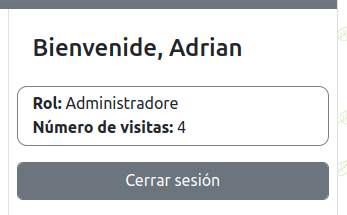 Bienvenide, Adrian
Rol: Administradore
Número de visitas: 4
Cerrar sesión